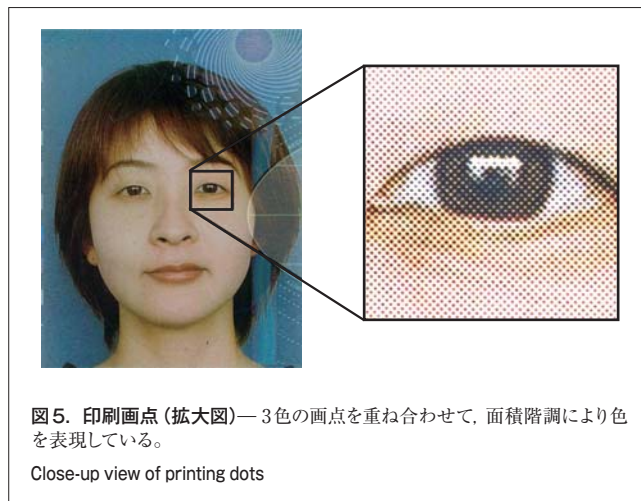 図5. 印刷画点（拡大図）— 3色の画点を重ね合わせて，面積階調により色
を表現している。
Close-up view of printing dots